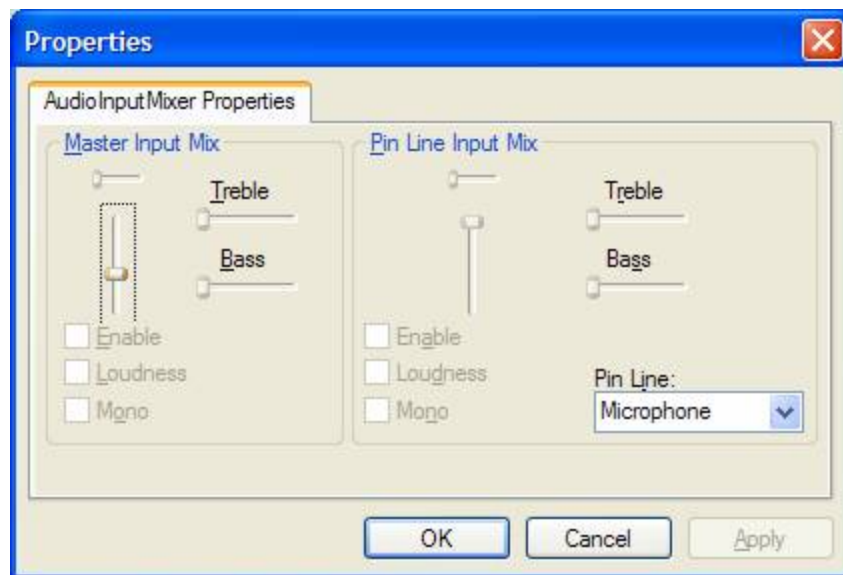 Properties
AudioInputMixer Properties
Master Input Mix
Treble
Bass
Enable
Loudness
Mono
Pin Line Input Mix
Treble
Bass
Enable
Loudness
Mono
Pin Line:
Microphone
OK
Cancel
Apply